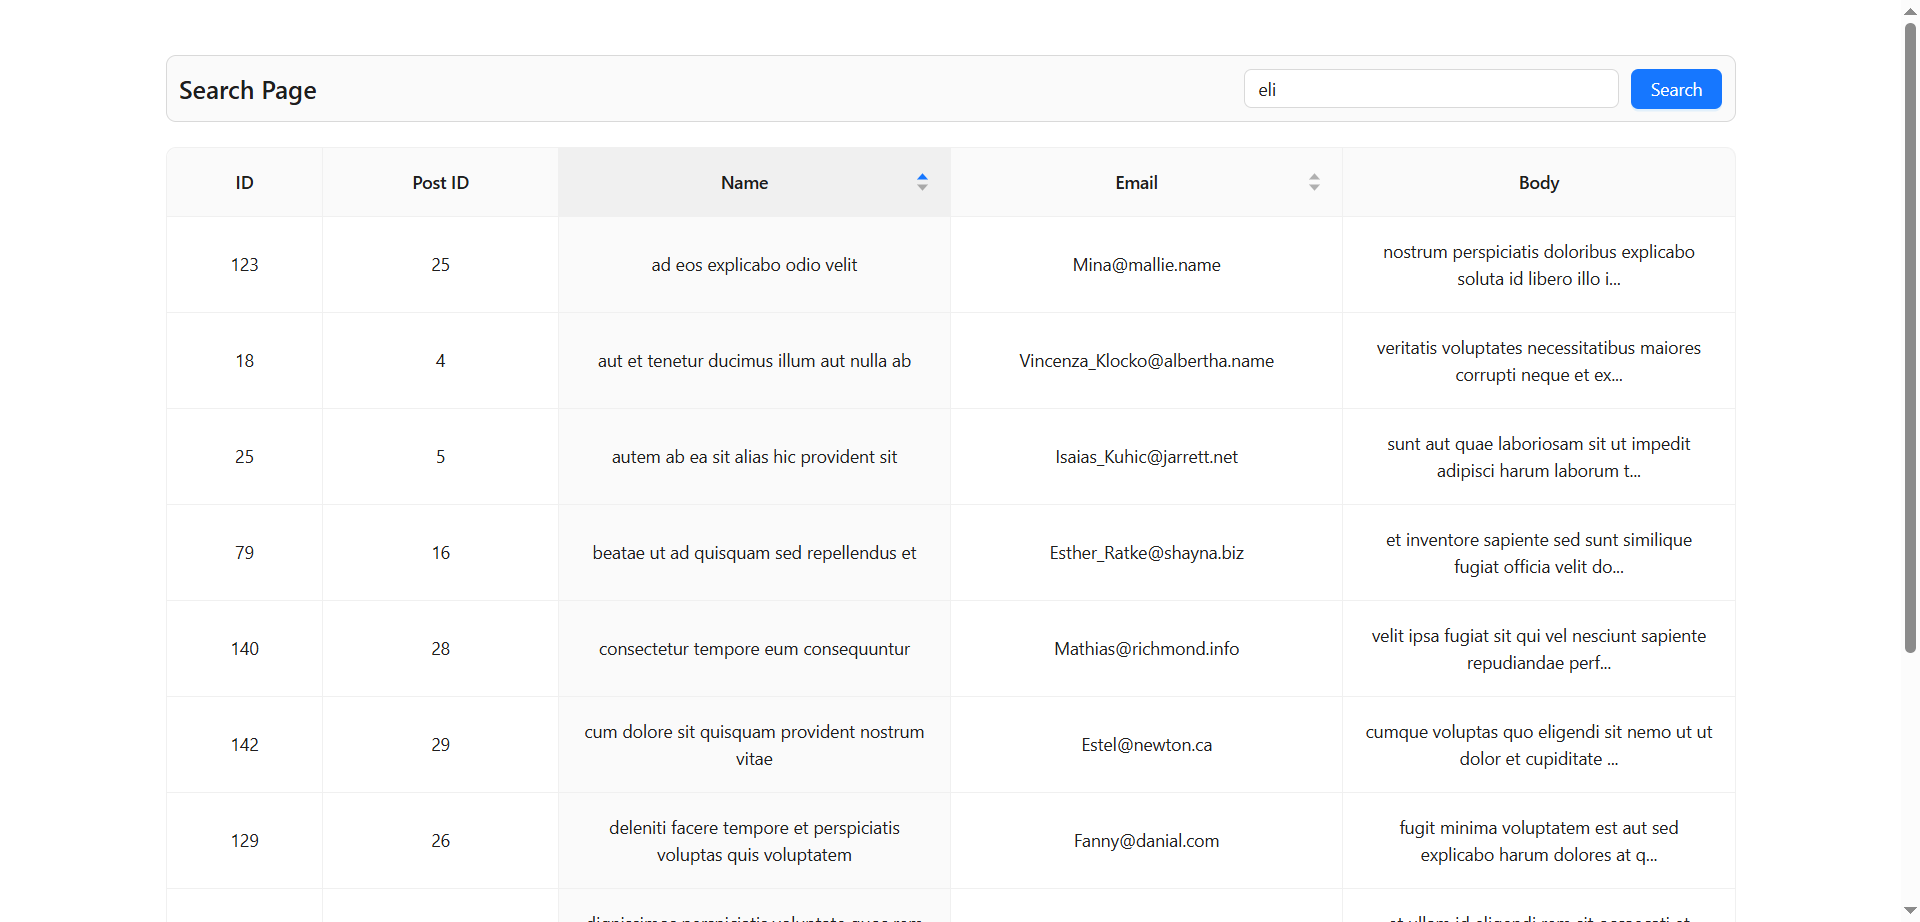 Search Page
eli
Search
ID Post ID Name Email Body
123 25 ad eos explicabo odio velit Mina@mallie.name nostrum perspiciatis doloribus explicabo
soluta id libero illo i...
18 4 aut et tenetur ducimus illum aut nulla ab Vincenza_Klocko@albertha.name veritatis voluptates necessitatibus maiores
corrupti neque et ex...
25 5 autem ab ea sit alias hic provident sit Isaias_Kuhic@jarrett.net sunt aut quae laboriosam sit ut impedit
adipisci harum laborum t...
79 16 beatae ut ad quisquam sed repellendus et Esther_Ratke@shayna.biz et inventore sapiente sed sunt similique
fugiat officia velit do...
140 28 consectetur tempore eum consequuntur Mathias@richmond.info velit ipsa fugiat sit qui vel nesciunt sapiente
repudiandae perf...
142 29 cum dolore sit quisquam provident nostrum
vitae Estel@newton.ca cumque voluptas quo eligendi sit nemo ut ut
dolor et cupiditate ...
129 26 deleniti facere tempore et perspiciatis
voluptas quis voluptatem Fanny@danial.com fugit minima voluptatem est aut sed
explicabo harum dolores at q...